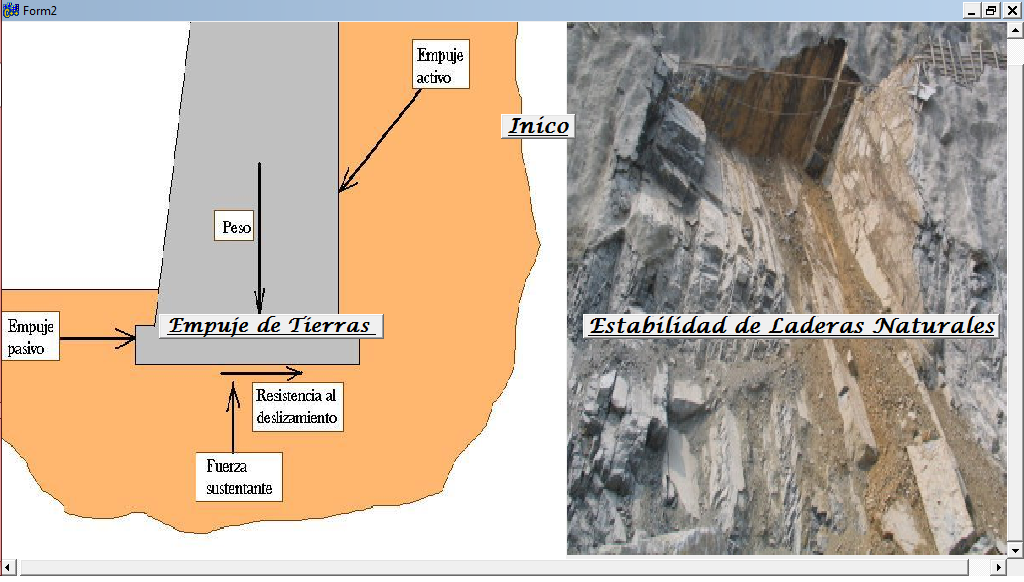 Form2
Empuje
activo
Inico
Peso
Empuje de Tierras
Estabilidad de Laderas Naturales
Empuje
pasivo
Resistencia al
deslizamiento
Fuerza
sustentante